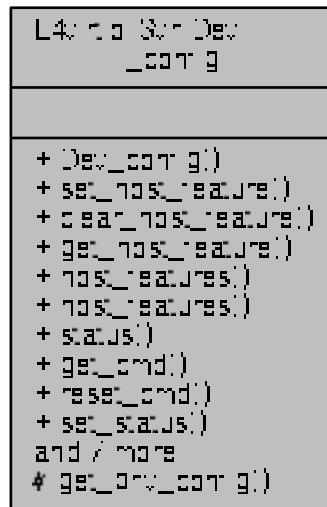 L4virtio::Svr::Dev
_config
+ Dev_config()
+ set_host_feature()
+ clear_host_feature()
+ get_host_feature()
+ host_features()
+ host_features()
+ status()
+ get_cmd()
+ reset_cmd()
+ set_status()
and 7 more...
# get_priv_config()